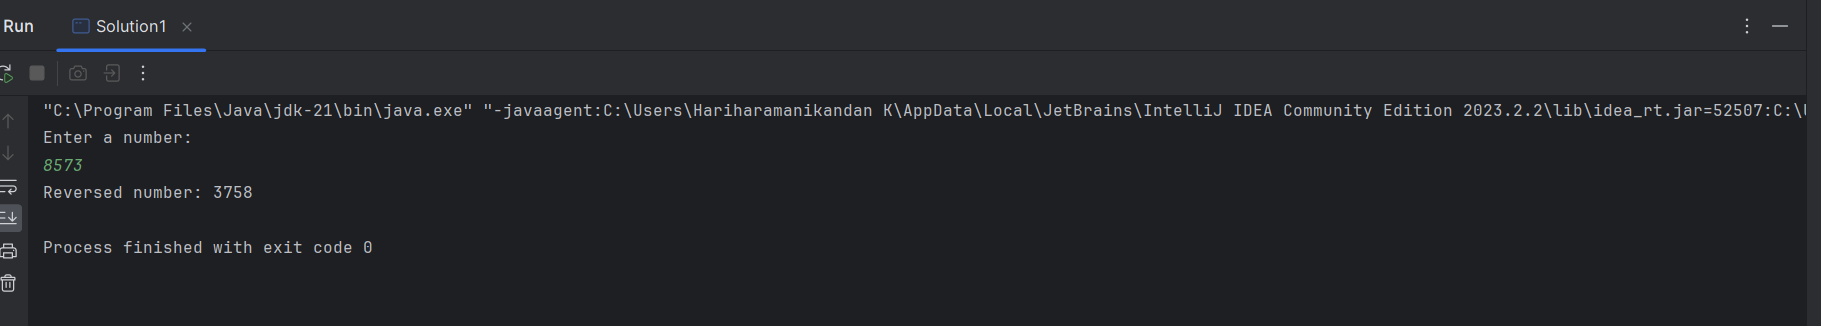 Run Solution1
"C:\Program Files\Java\jdk-21\bin\java.exe" "-javaagent:C:\Users\Hariharamanikandan K\AppData\Local\JetBrains\IntelliJ IDEA Community Edition 2023.2.2\lib\idea_rt.jar=52507:C:\
Enter a number:
8573
Reversed number: 3758
Process finished with exit code 0